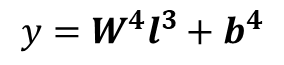 y = W⁴l³ + b⁴